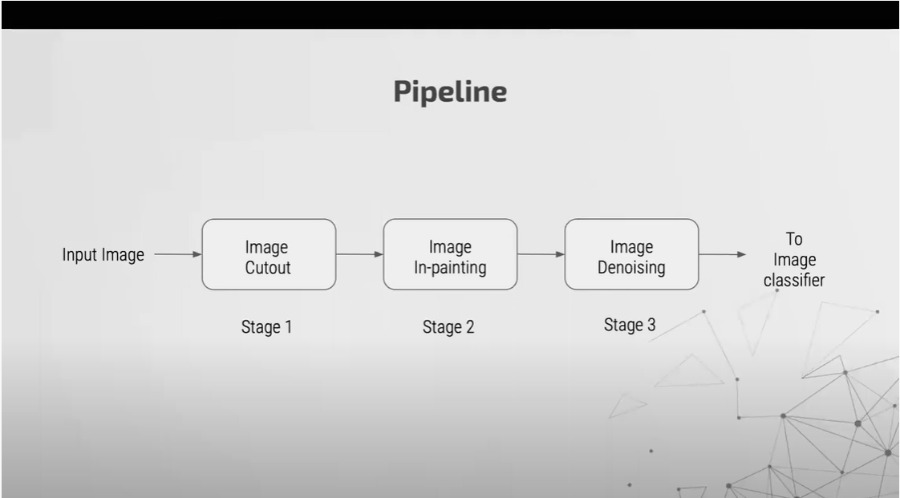 Pipeline
Input Image
Image
Cutout
Image
In-painting
Image
Denoising
To
Image
classifier
Stage 1
Stage 2
Stage 3